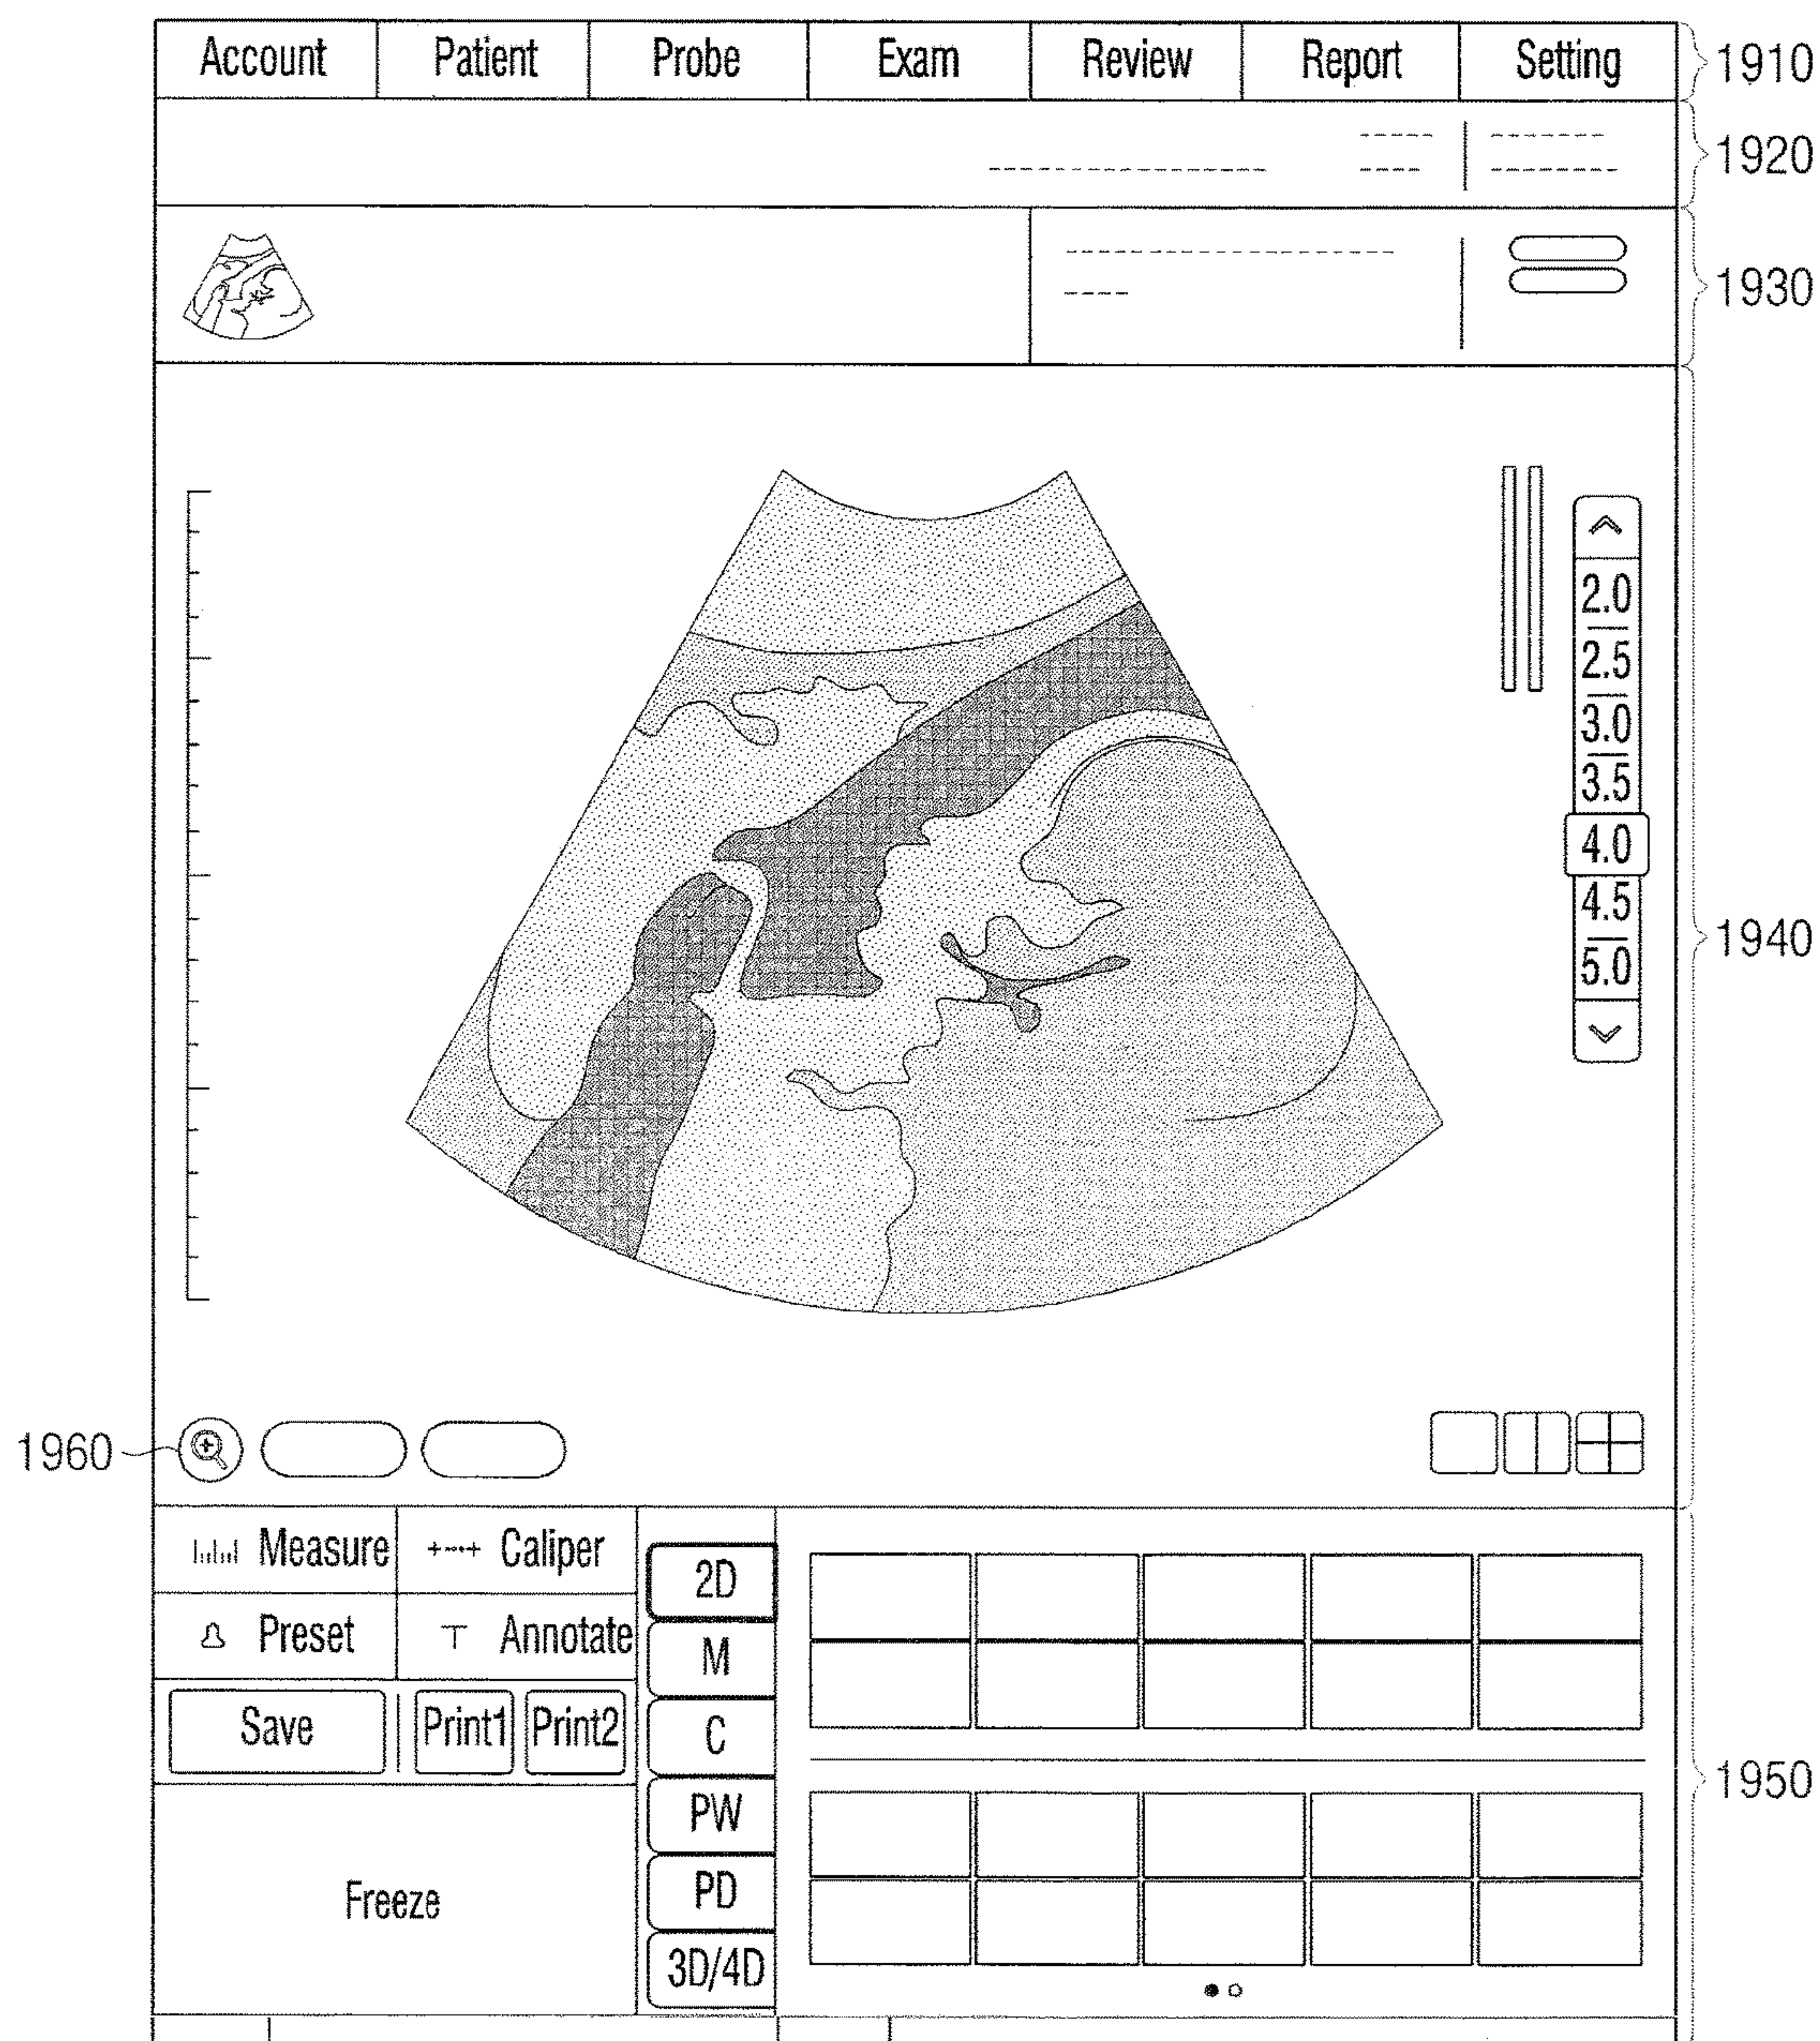 Account Patient Probe Exam Review Report Setting
1910
1920
1930
2.0
2.5
3.0
3.5
4.0
4.5
5.0
1940
1960
Measure Caliper
Preset T Annotate
Save Print1 Print2
Freeze
2D
M
C
PW
PD
3D/4D
1950